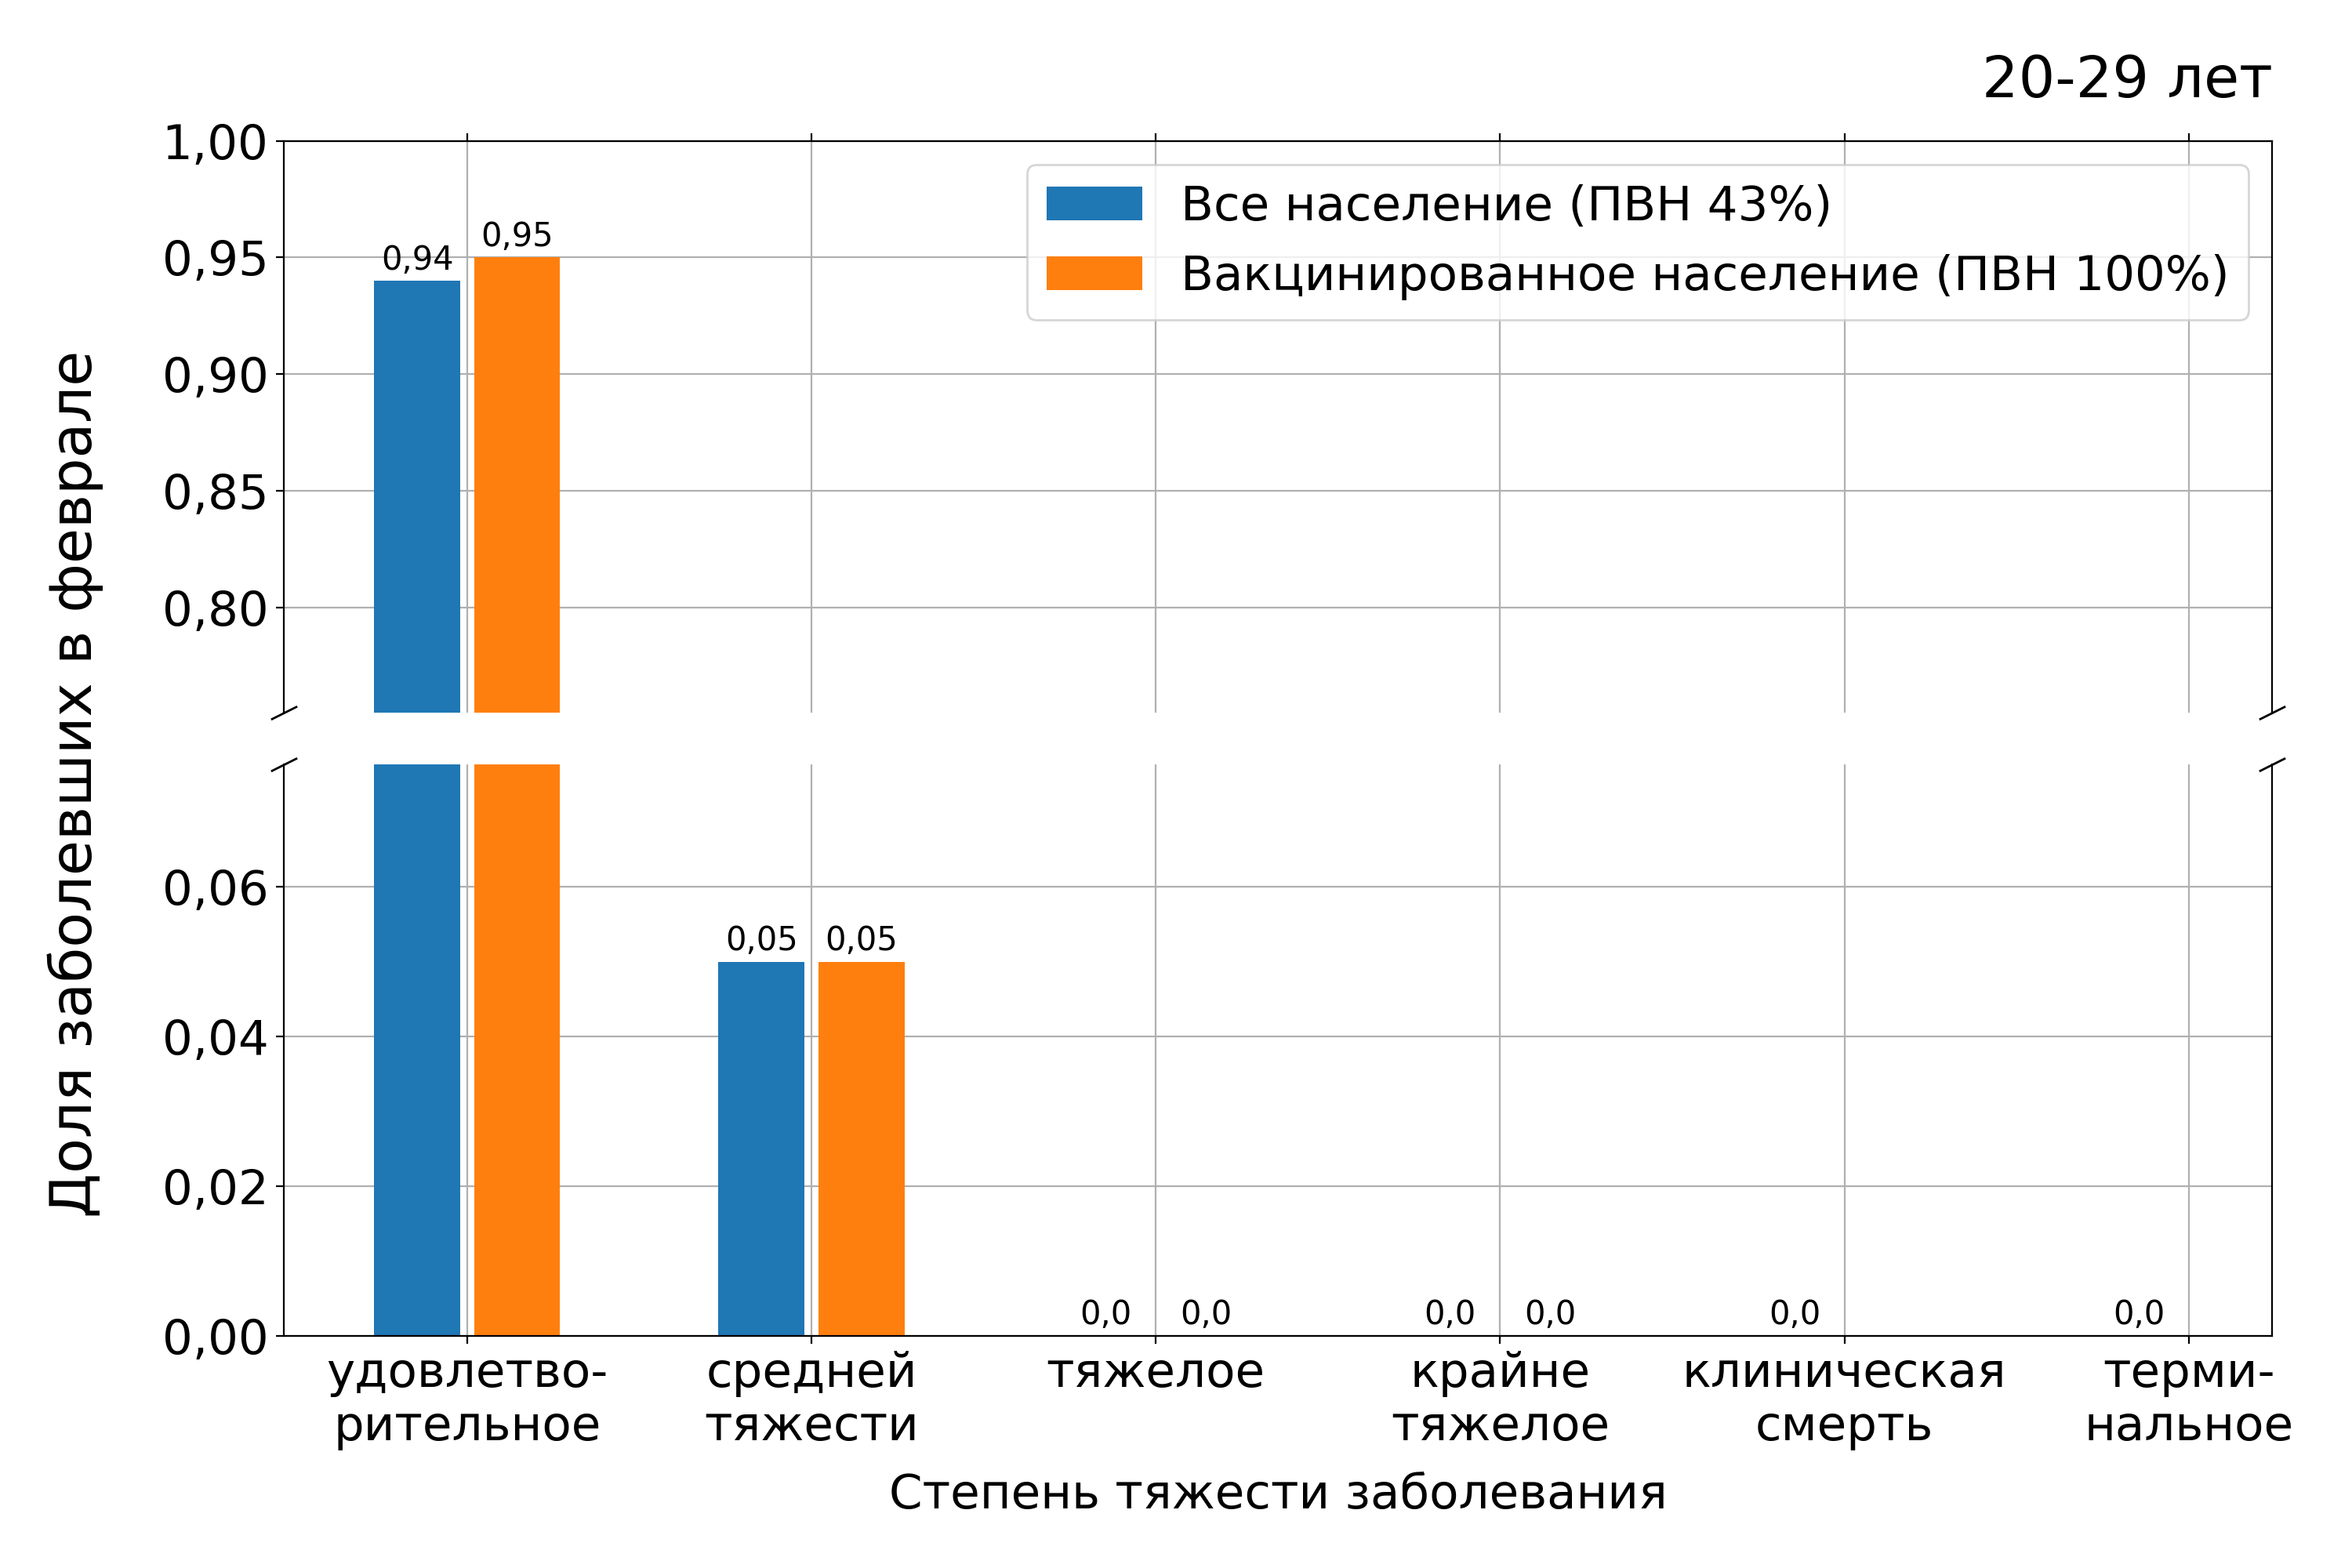 20-29 лет
Доля заболевших в феврале
1,00
0,95
0,90
0,85
0,80
0,06
0,04
0,02
0,00
Все население (ПВН 43%)
Вакцинированное население (ПВН 100%)
0,94
0,95
0,05
0,05
0,0
0,0
0,0
0,0
0,0
0,0
удовлетво-
рительное
средней
тяжести
тяжелое
крайне
тяжелое
клиническая
смерть
терми-
нальное
Степень тяжести заболевания